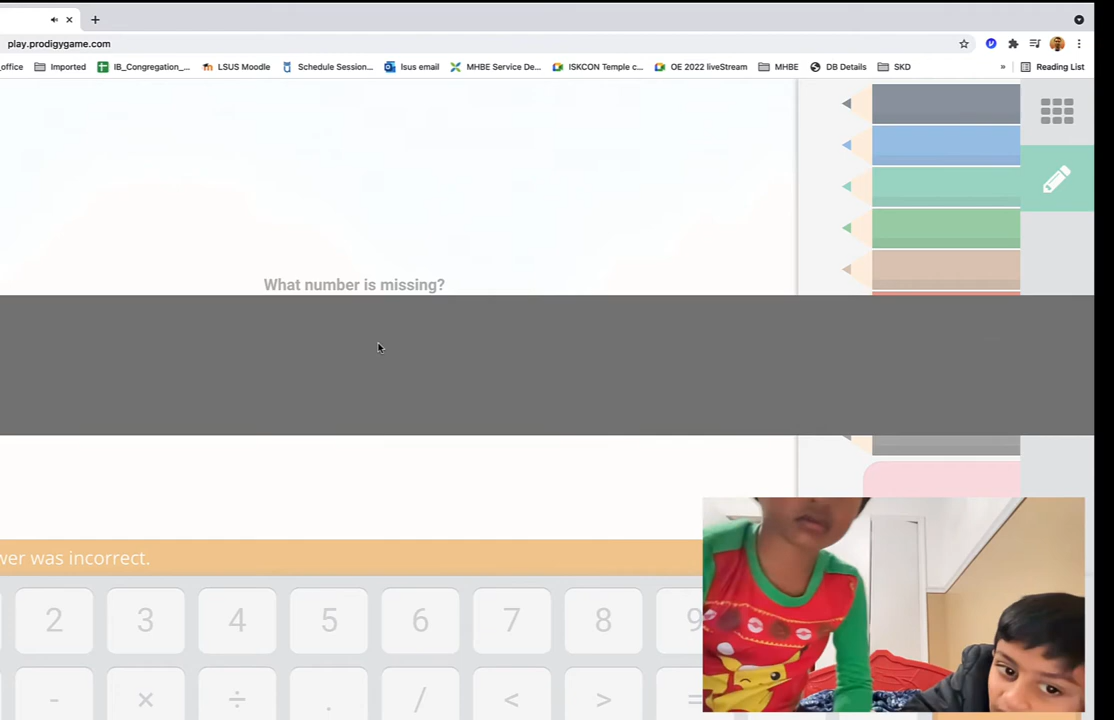 play.prodigygame.com
office Imported IB_Congregation_... LSUS Moodle Schedule Session... lsus email MHBE Service De... ISKCON Temple c... OE 2022 liveStream MHBE DB Details SKD » Reading List
What number is missing?
wer was incorrect.
2 3 4 5 6 7 8 9
- × ÷ . / < > =